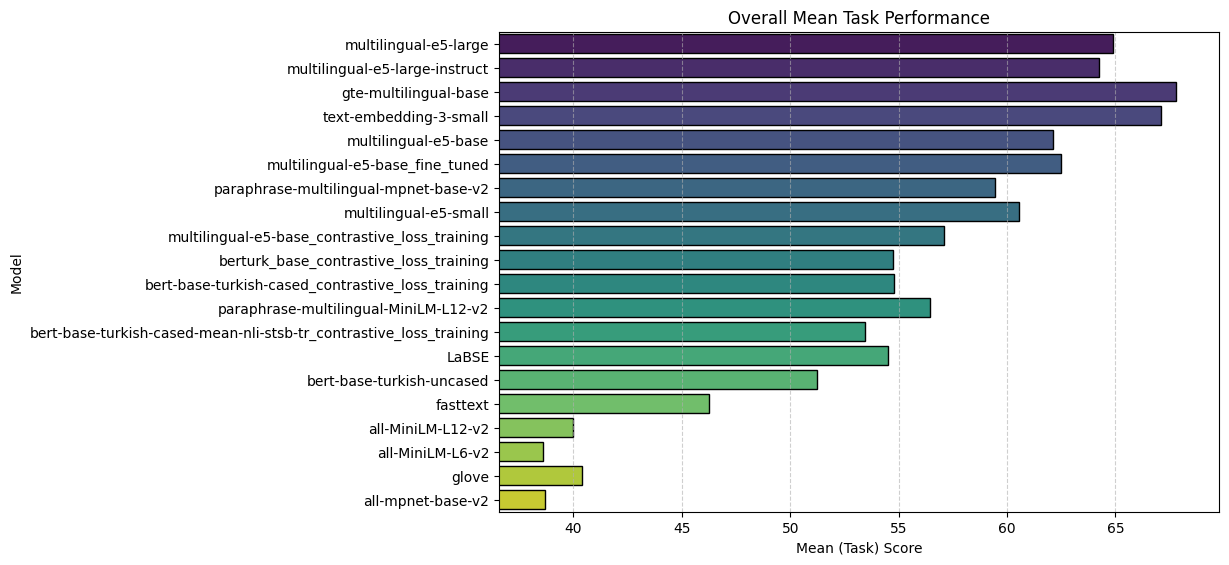 Overall Mean Task Performance
Model
multilingual-e5-large
multilingual-e5-large-instruct
gte-multilingual-base
text-embedding-3-small
multilingual-e5-base
multilingual-e5-base_fine_tuned
paraphrase-multilingual-mpnet-base-v2
multilingual-e5-small
multilingual-e5-base_contrastive_loss_training
berturk_base_contrastive_loss_training
bert-base-turkish-cased_contrastive_loss_training
paraphrase-multilingual-MiniLM-L12-v2
bert-base-turkish-cased-mean-nli-stsb-tr_contrastive_loss_training
LaBSE
bert-base-turkish-uncased
fasttext
all-MiniLM-L12-v2
all-MiniLM-L6-v2
glove
all-mpnet-base-v2
40 45 50 55 60 65
Mean (Task) Score